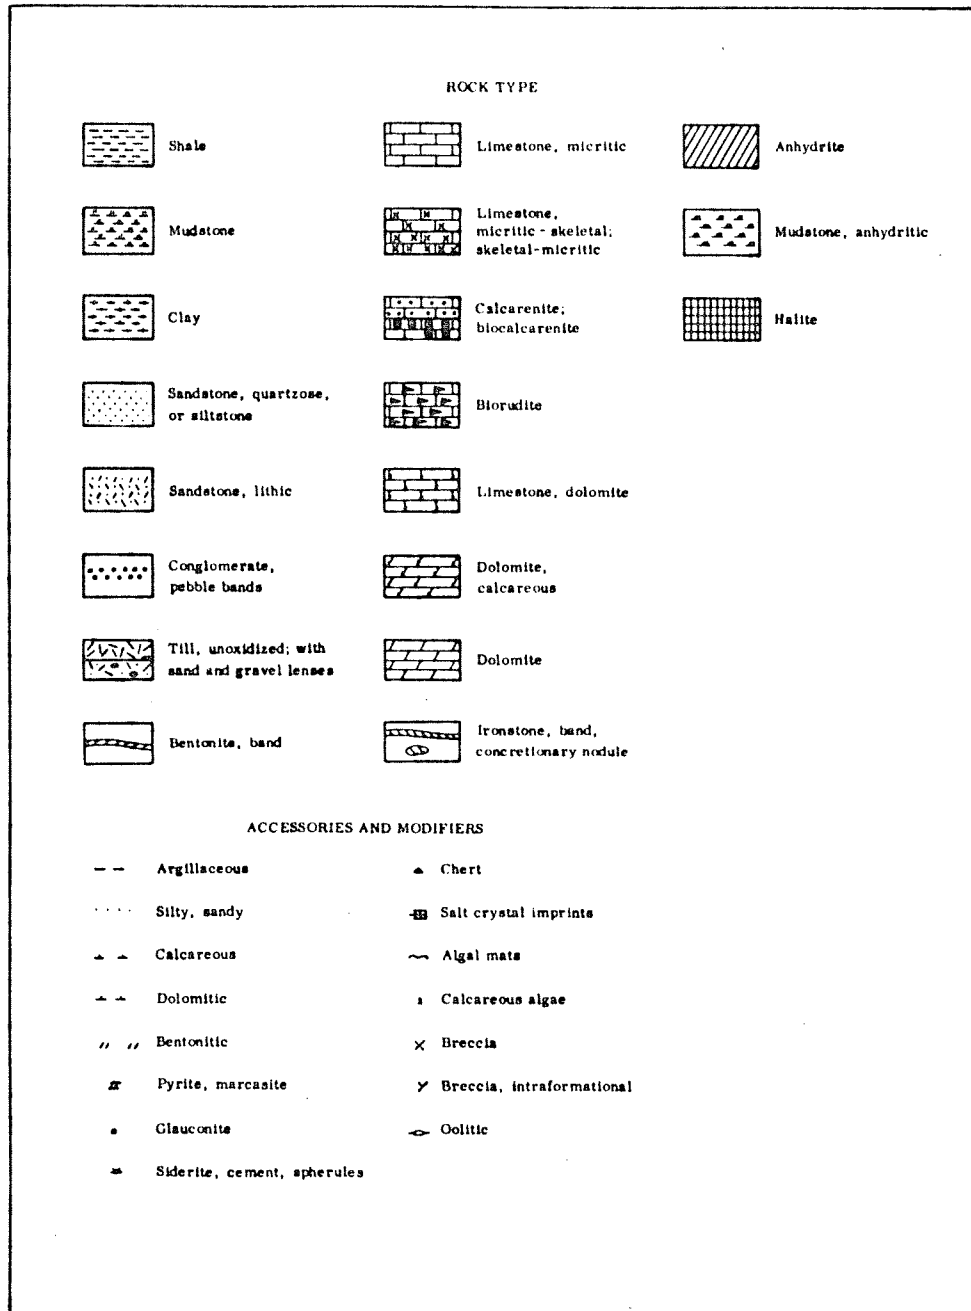 ROCK TYPE
Shale
Mudstone
Clay
Sandstone, quartzose,
or siltstone
Sandstone, lithic
Conglomerate,
pebble bands
Till, unoxidized; with
sand and gravel lenses
Bentonite, band
Limestone, micritic
Limestone,
micritic - skeletal;
skeletal-micritic
Calcarenite;
biocalcarenite
Biorudite
Limestone, dolomite
Dolomite,
calcareous
Dolomite
Ironstone, band,
concretionary nodule
Anhydrite
Mudstone, anhydritic
Halite
ACCESSORIES AND MODIFIERS
Argillaceous
Silty, sandy
Calcareous
Dolomitic
Bentonitic
Pyrite, marcasite
Glauconite
Siderite, cement, spherules
Chert
Salt crystal imprints
Algal mats
Calcareous algae
Breccia
Breccia, intraformational
Oolitic